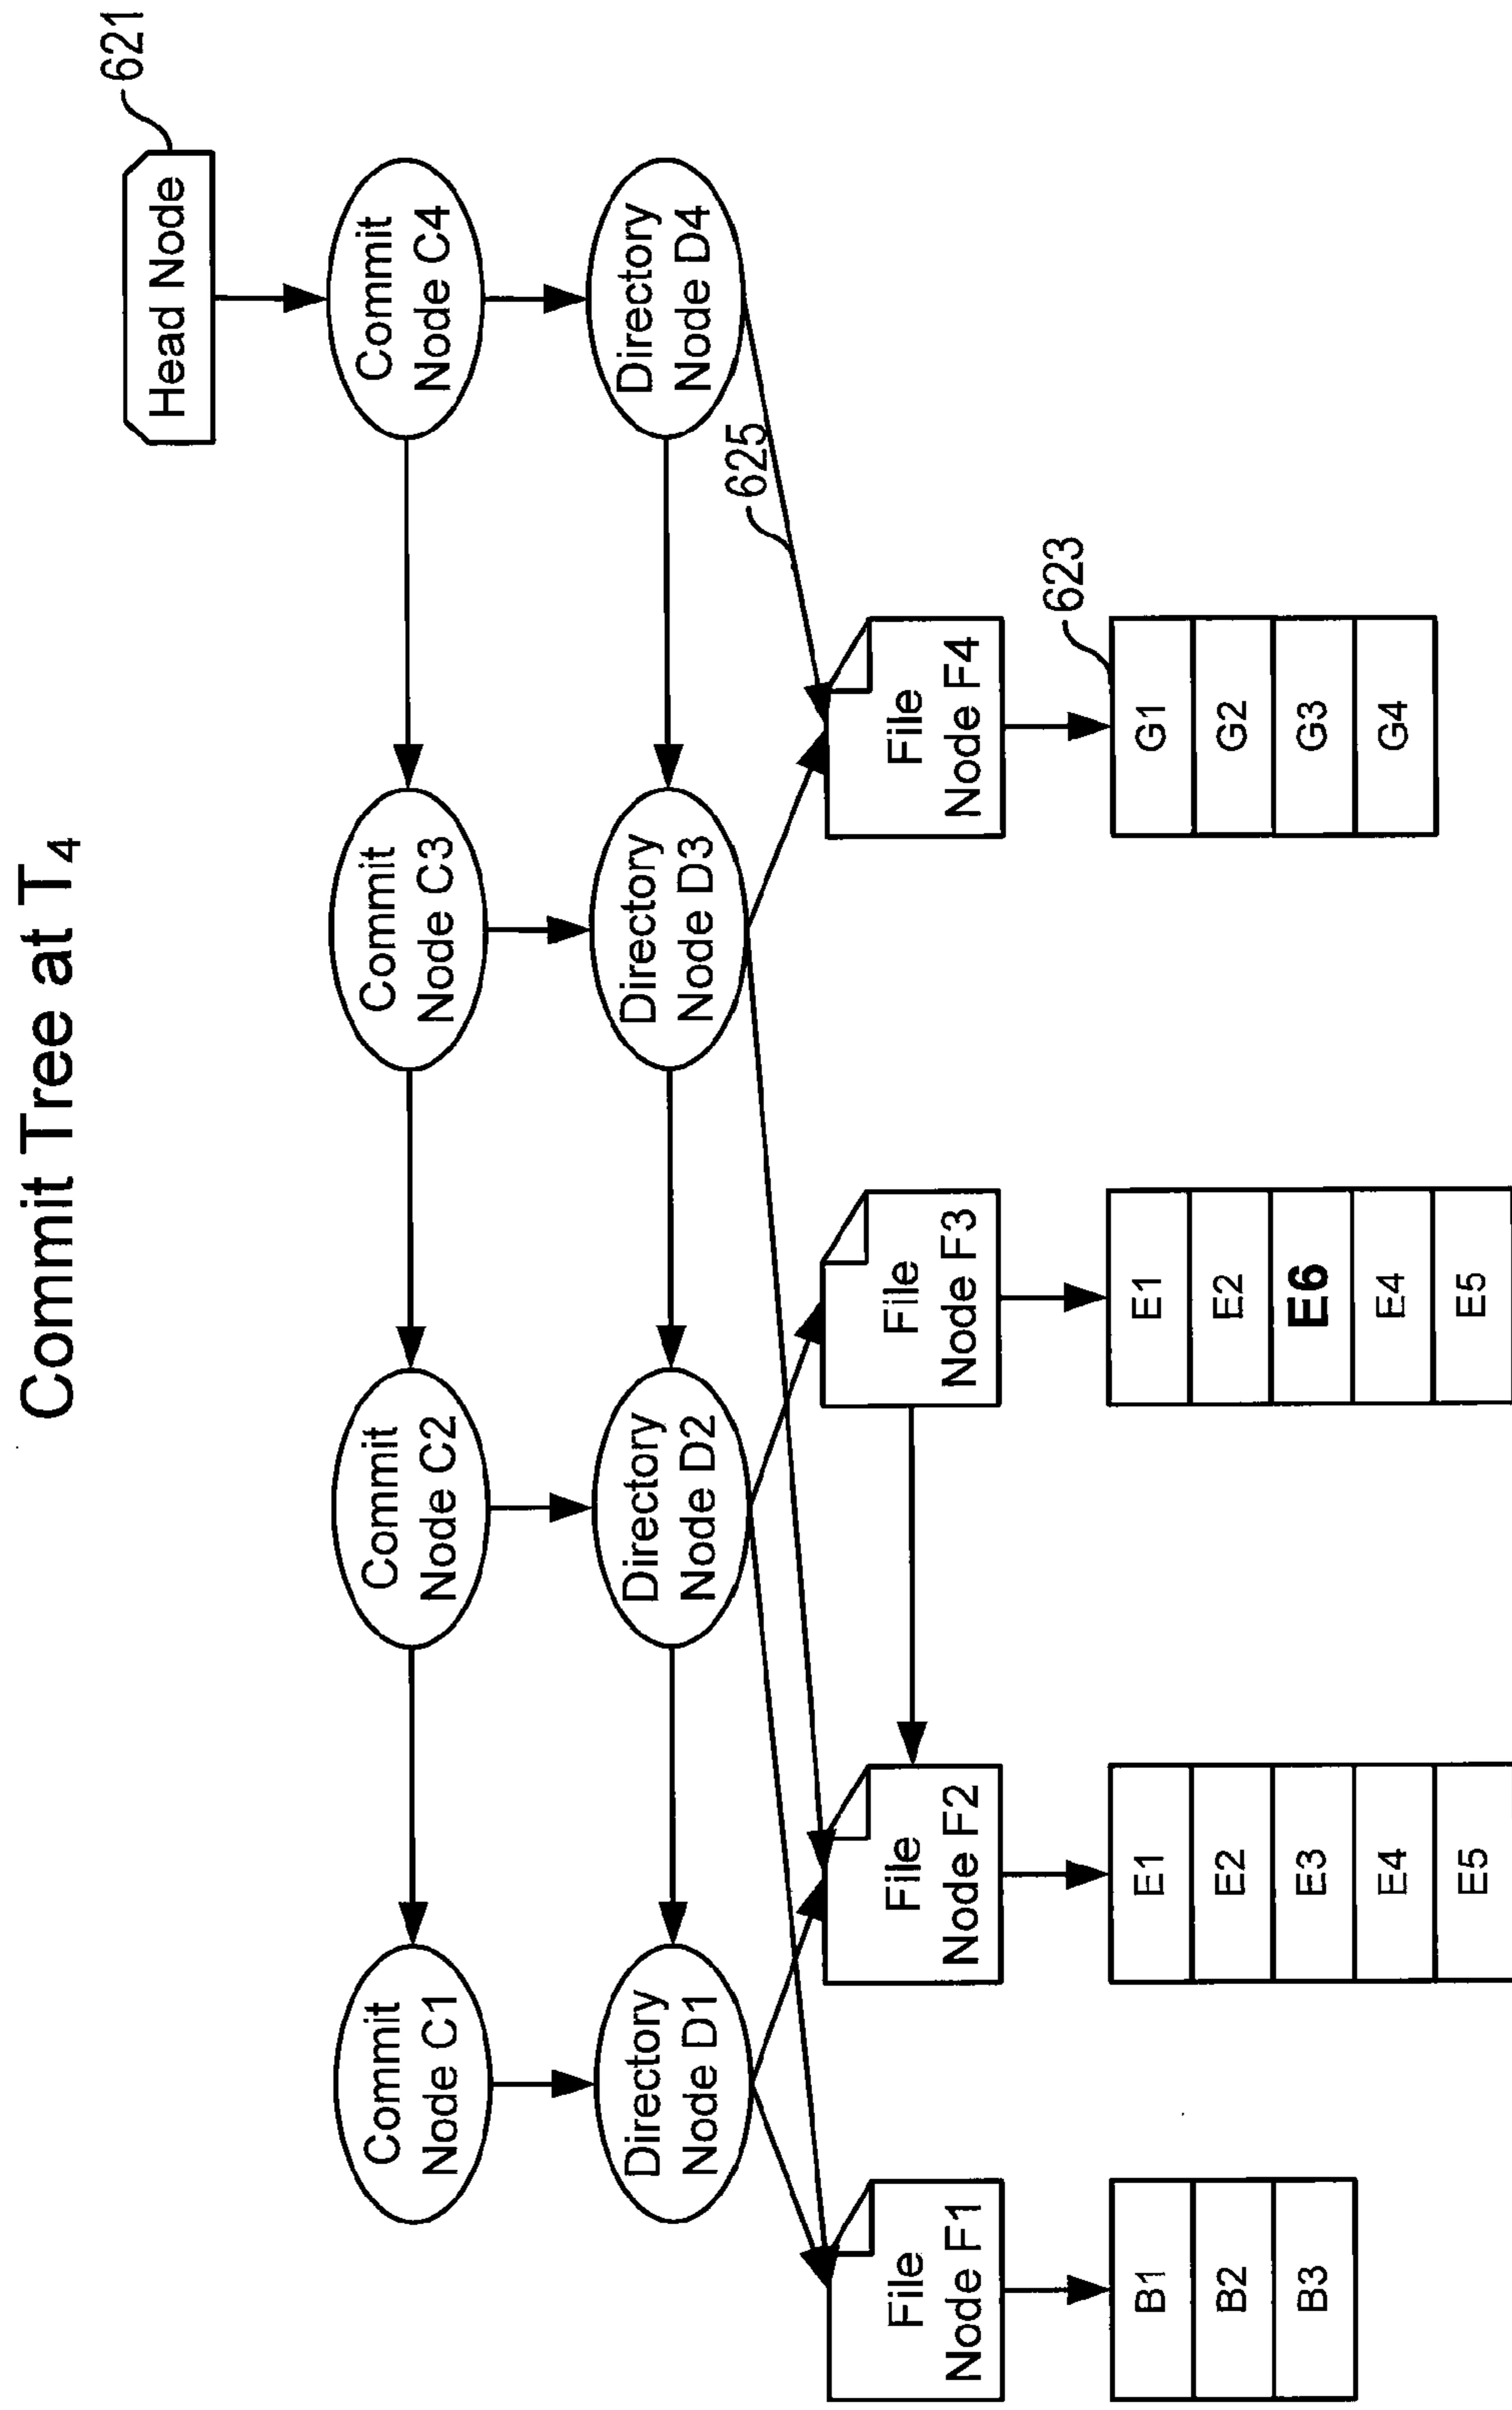 Commit Tree at T4
621
Head Node
Commit
Node C1
Commit
Node C2
Commit
Node C3
Commit
Node C4
Directory
Node D1
Directory
Node D2
Directory
Node D3
Directory
Node D4
625
File
Node F1
File
Node F2
File
Node F3
File
Node F4
623
B1
B2
B3
E1
E2
E3
E4
E5
E1
E2
E6
E4
E5
G1
G2
G3
G4